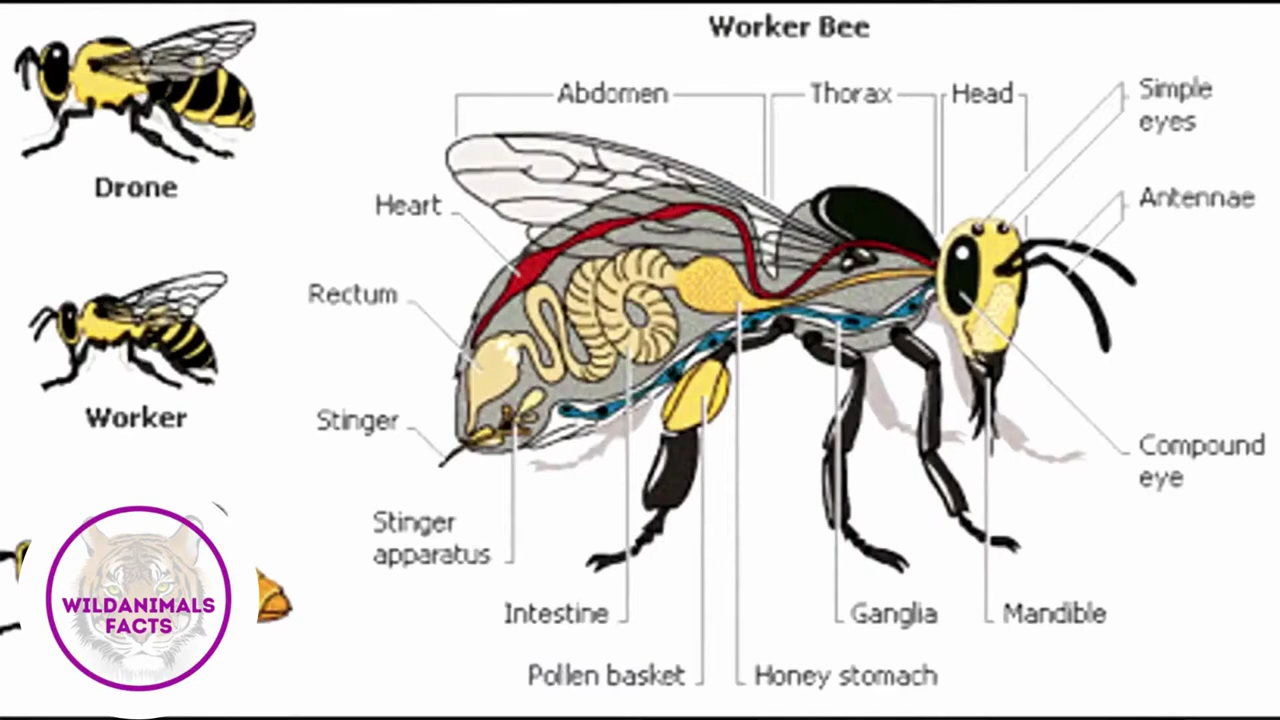 Worker Bee
Abdomen
Thorax
Head
Simple
eyes
Antennae
Heart
Rectum
Stinger
Compound
eye
Stinger
apparatus
Intestine
Ganglia
Mandible
Pollen basket
Honey stomach
Drone
Worker
WILDANIMALS
FACTS